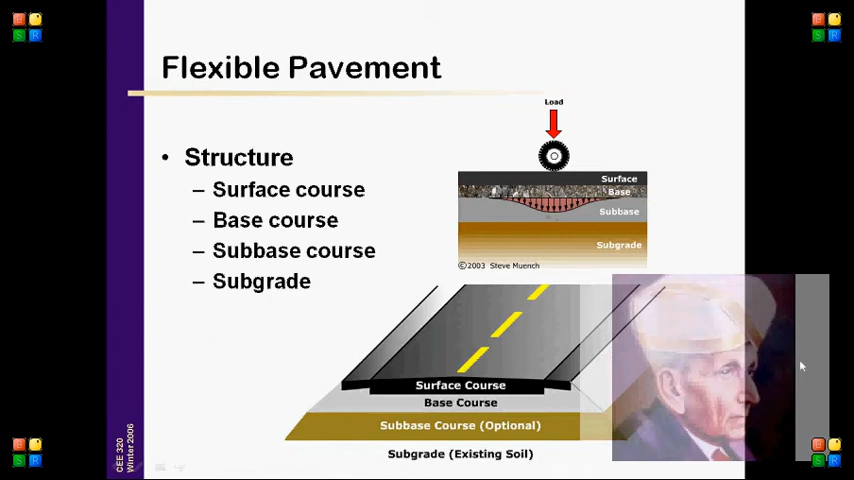 B
S R
B
S R
Flexible Pavement
Load
• Structure
– Surface course
– Base course
– Subbase course
– Subgrade
Surface
Base
Subbase
Subgrade
©2003 Steve Muench
Surface Course
Base Course
Subbase Course (Optional)
Subgrade (Existing Soil)
CEE 320
Winter 2006
B
S R
B
S R